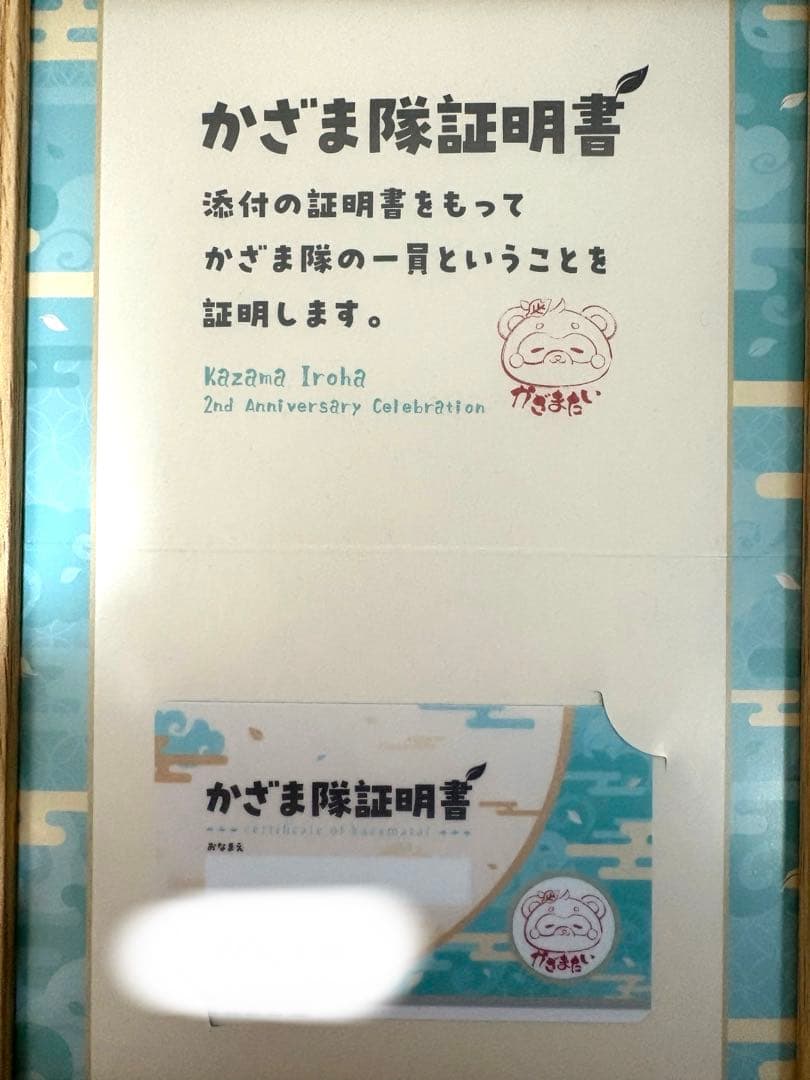 かざま隊証明書
添付の証明書をもって
かざま隊の一員ということを
証明します。
Kazama Iroha
2nd Anniversary Celebration
かざまたい
かざま隊証明書
certificate of kazamatai
おなまえ
かざまたい